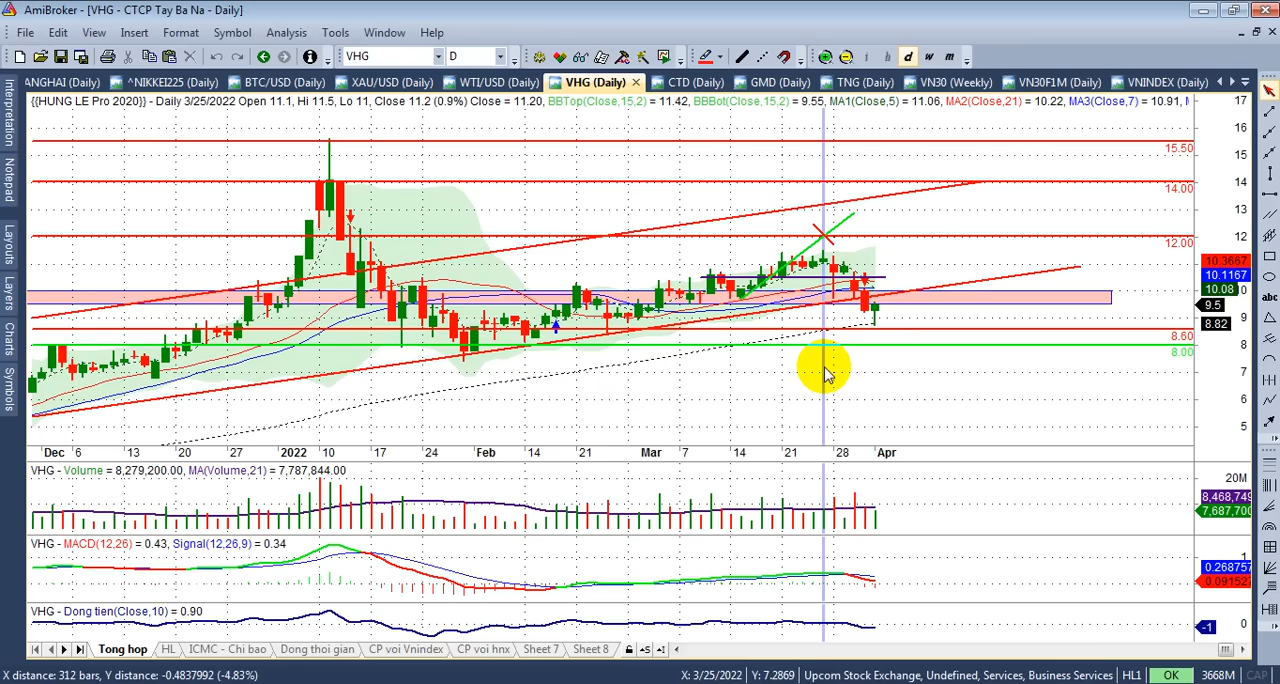 AmiBroker - [VHG - CTCP Tay Ba Na - Daily]
File Edit View Insert Format Symbol Analysis Tools Window Help
VHG D i h d w m
ANGHAI (Daily) ^NIKKEI225 (Daily) BTC/USD (Daily) XAU/USD (Daily) WTI/USD (Daily) VHG (Daily) CTD (Daily) GMD (Daily) TNG (Daily) VN30 (Weekly) VN30F1M (Daily) VNINDEX (Daily)
Interpretation
Notepad
Layouts
Layers
Charts
Symbols
{{HUNG LE Pro 2020}} - Daily 3/25/2022 Open 11.1, Hi 11.5, Lo 11, Close 11.2 (0.9%) Close = 11.20, BBTop(Close,15,2) = 11.42, BBBot(Close,15,2) = 9.55, MA1(Close,5) = 11.06, MA2(Close,21) = 10.22, MA3(Close,7) = 10.91,
17
16
15.50
15
14
14.00
13
12
12.00
10.3667
10.1167
10.08
0
9.5
9
8.82
8.60
8
8.00
7
6
5
abc
Dec 6 13 20 27 2022 10 17 24 Feb 14 21 Mar 7 14 21 28 Apr
VHG - Volume = 8,279,200.00, MA(Volume,21) = 7,787,844.00
20M
8,468,749
7,687,700
VHG - MACD(12,26) = 0.43, Signal(12,26,9) = 0.34
1
0.268757
0.091527
VHG - Dong tien(Close,10) = 0.90
-1 0
Tong hop HL ICMC - Chi bao Dong thoi gian CP voi Vnindex CP voi hnx Sheet 7 Sheet 8
X distance: 312 bars, Y distance: -0.4837992 (-4.83%) X: 3/25/2022 Y: 7.2869 Upcom Stock Exchange, Undefined, Services, Business Services HL1 OK 3668M CAP